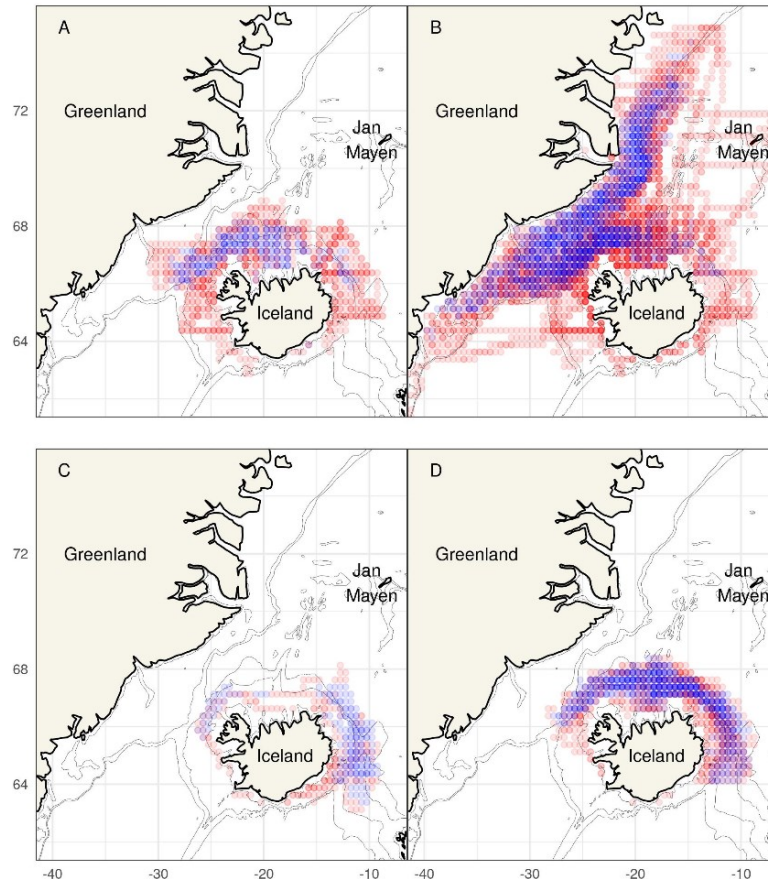 A
B
72
Greenland
Greenland
Jan
Mayen
Jan
Mayen
68
Iceland
Iceland
64
C
D
72
Greenland
Greenland
Jan
Mayen
Jan
Mayen
68
Iceland
Iceland
64
-40 -30 -20 -10 -40 -30 -20 -10